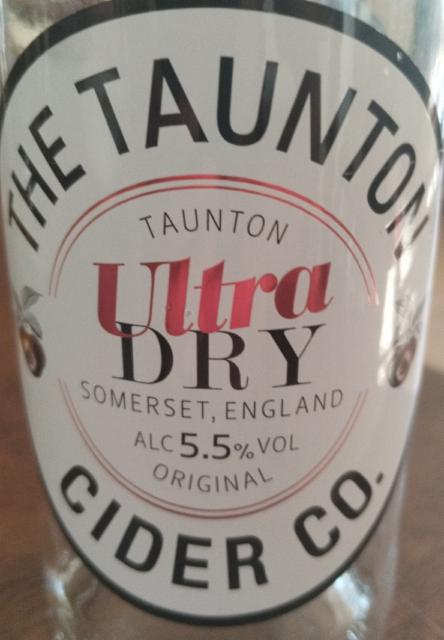 THE TAUNTON
TAUNTON
Ultra
DRY
SOMERSET, ENGLAND
ALC 5.5% VOL
ORIGINAL
CIDER CO.